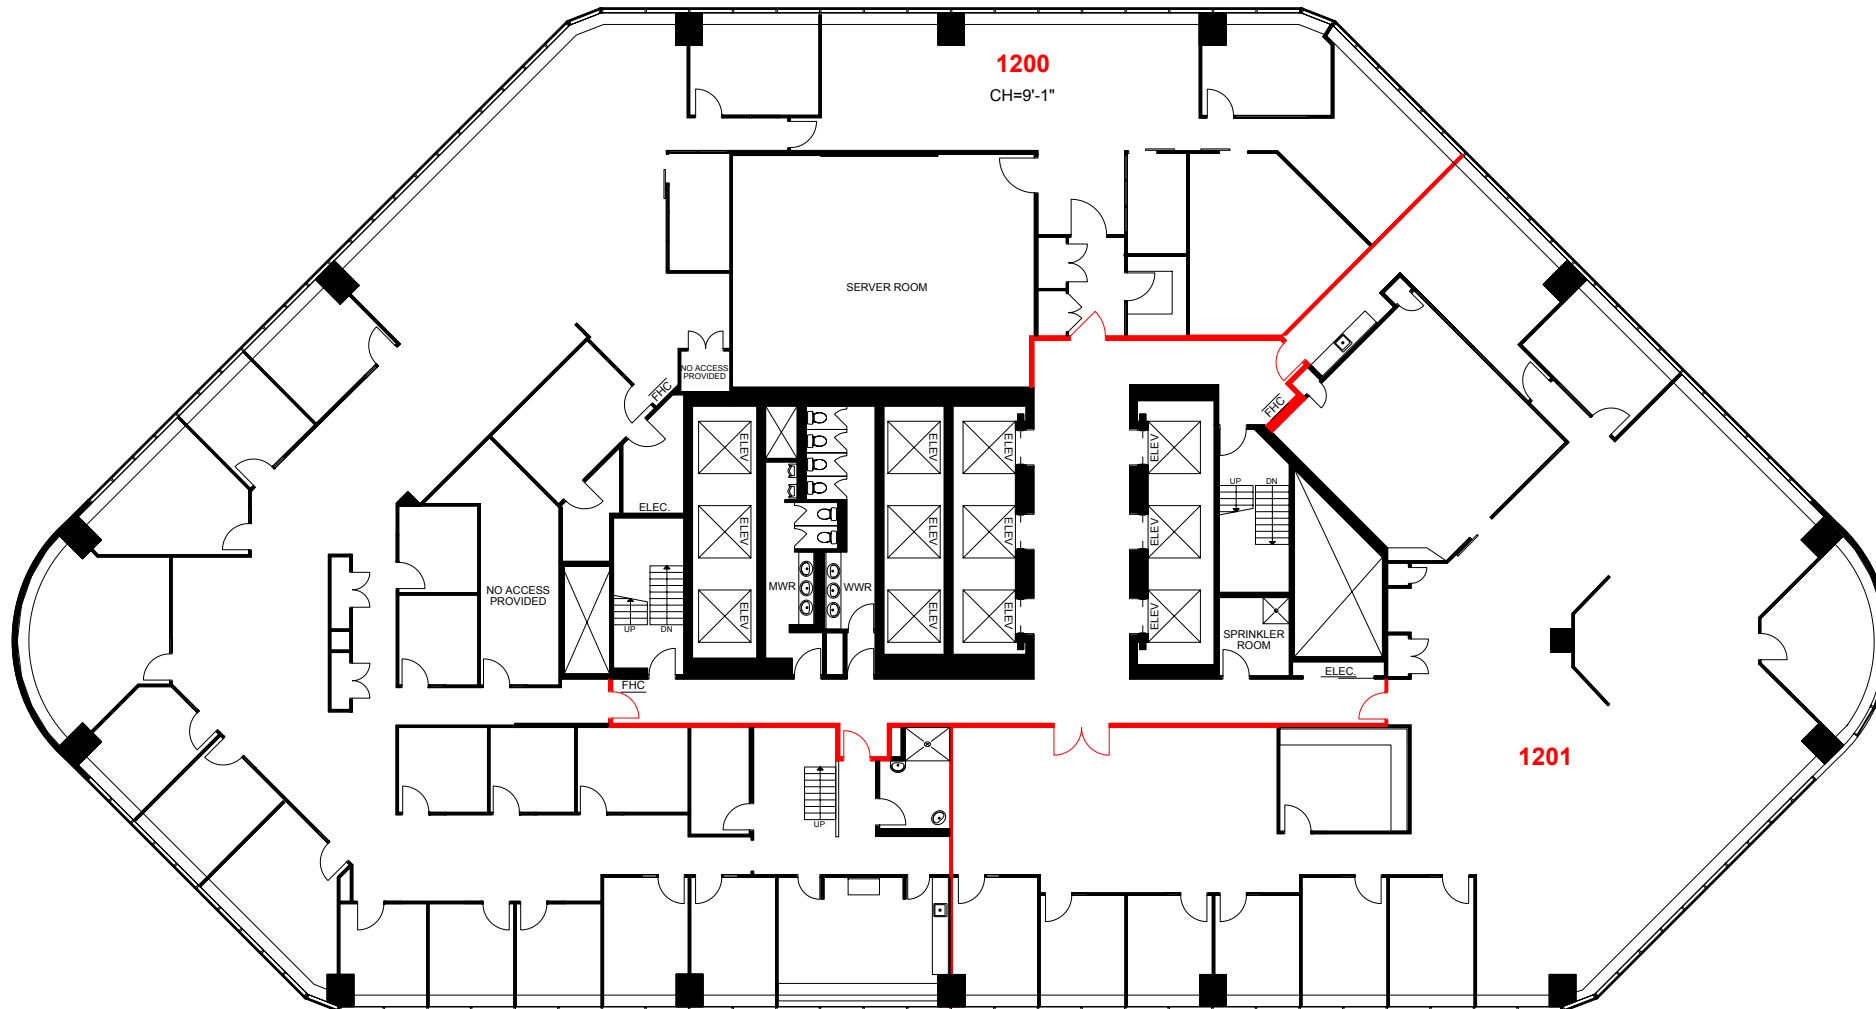 1200
CH=9'-1"
SERVER ROOM
NO ACCESS
PROVIDED
FHC
FHC
ELEV
ELEV
ELEV
ELEV
ELEV
ELEV
ELEV
ELEV
ELEV
ELEV
ELEV
ELEV
UP
DN
ELEC.
NO ACCESS
PROVIDED
MWR
WWR
UP
DN
SPRINKLER
ROOM
ELEC.
FHC
1201
UP